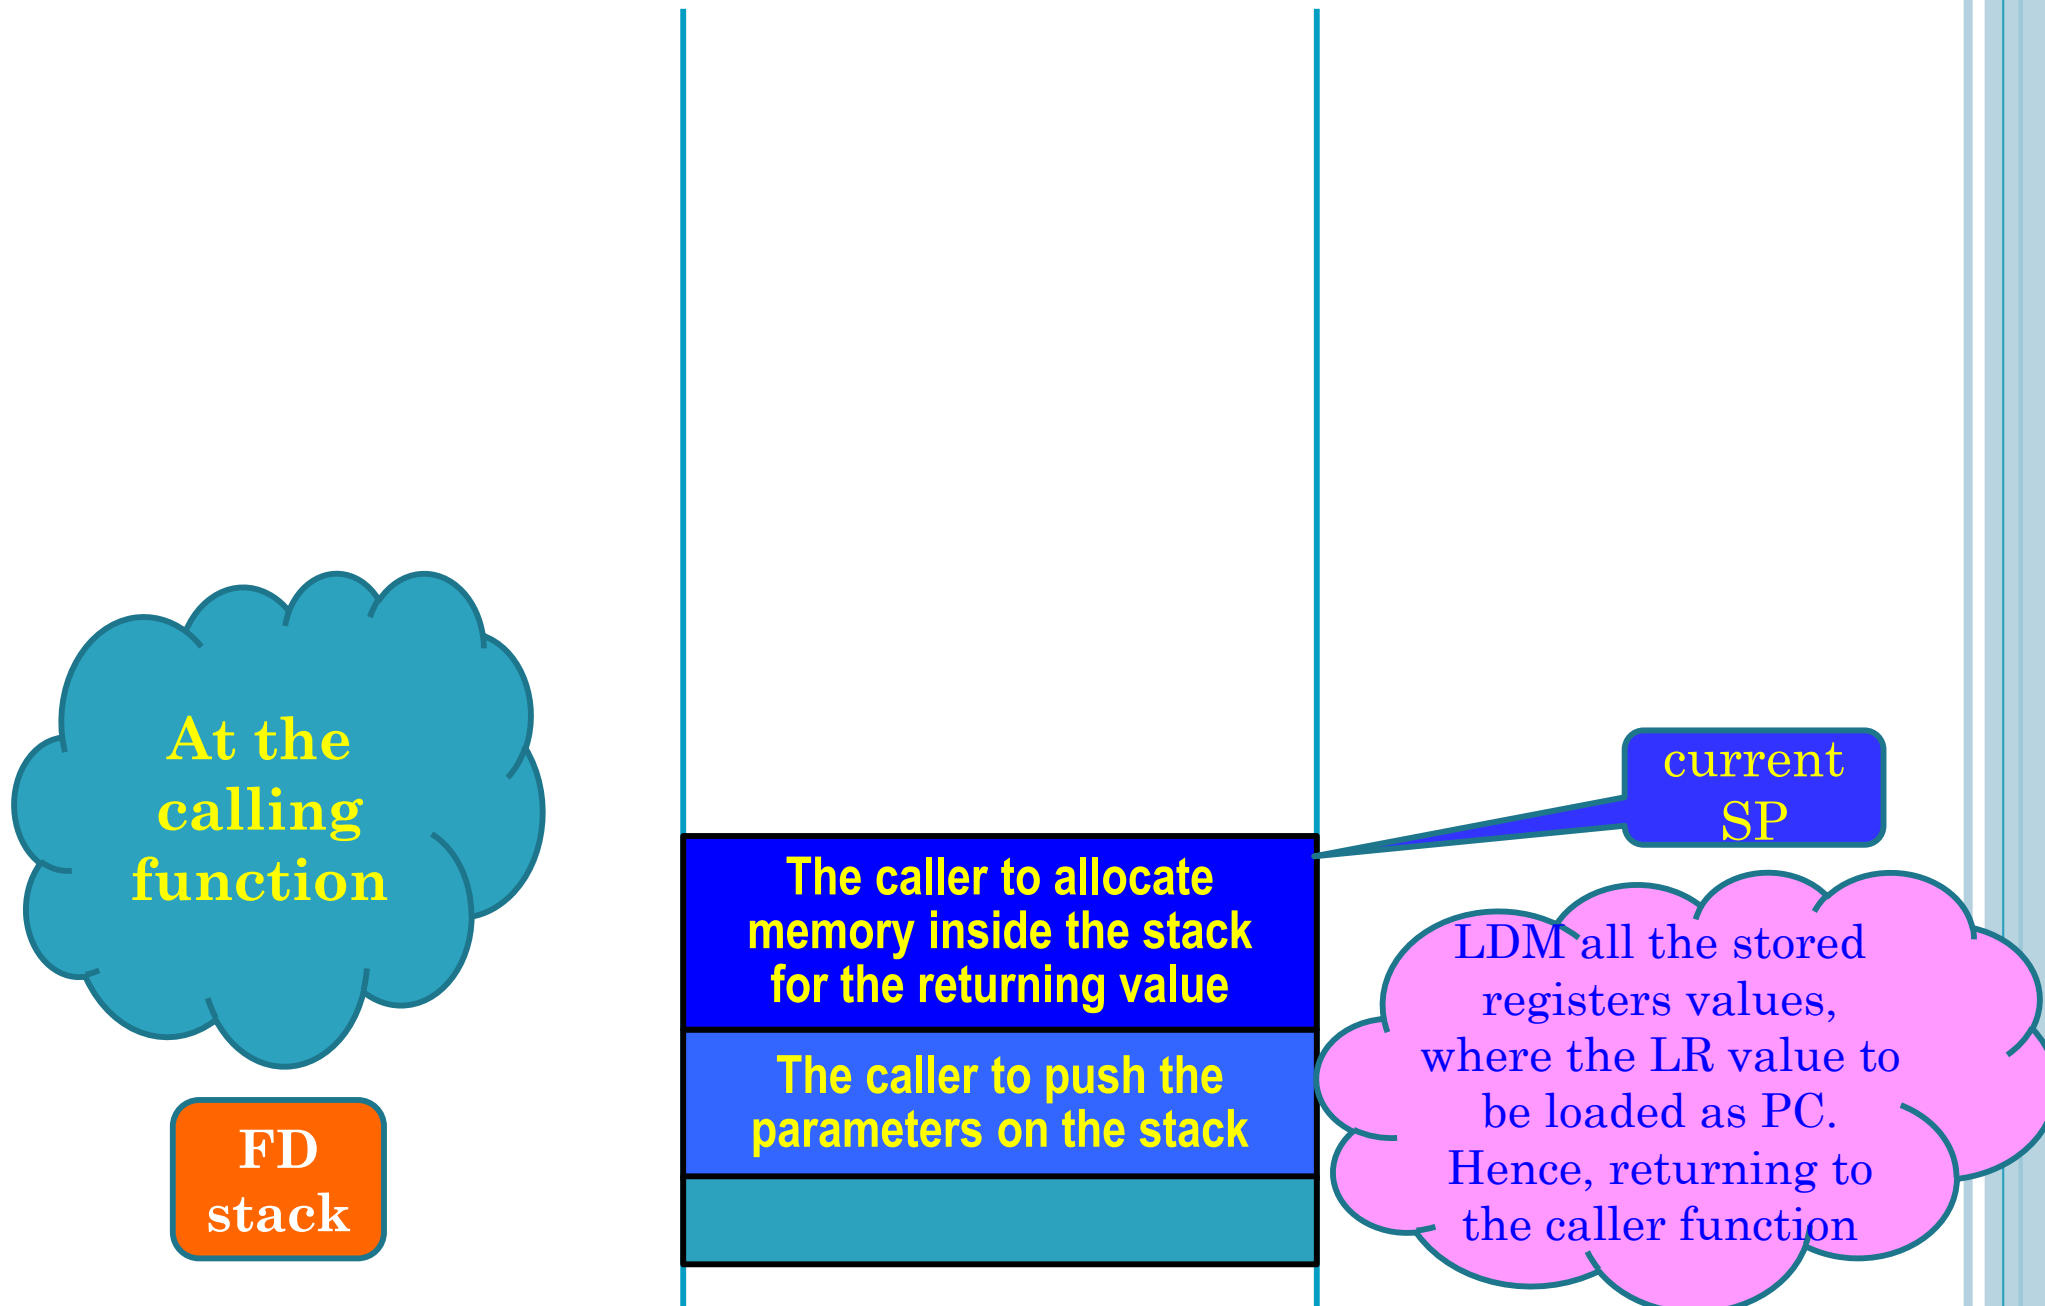 At the
calling
function
FD
stack
The caller to allocate
memory inside the stack
for the returning value
The caller to push the
parameters on the stack
current
SP
LDM all the stored
registers values,
where the LR value to
be loaded as PC.
Hence, returning to
the caller function